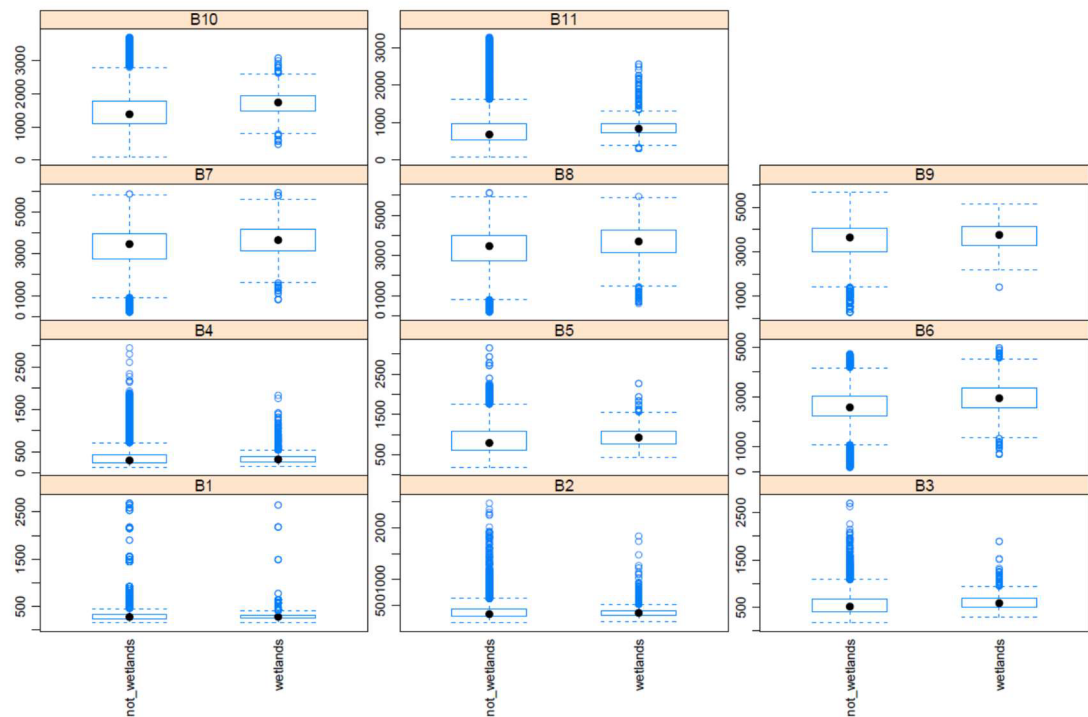 B10 B11
0 1000 2000 3000 0 1000 2000 3000
B7 B8 B9
0 1000 3000 5000 0 1000 3000 5000 1000 3000 5000
B4 B5 B6
0 500 1500 2500 500 1500 2500 0 1000 3000 5000
B1 B2 B3
500 1500 2500 500 1000 2000 500 1500 2500
not_wetlands wetlands not_wetlands wetlands not_wetlands wetlands